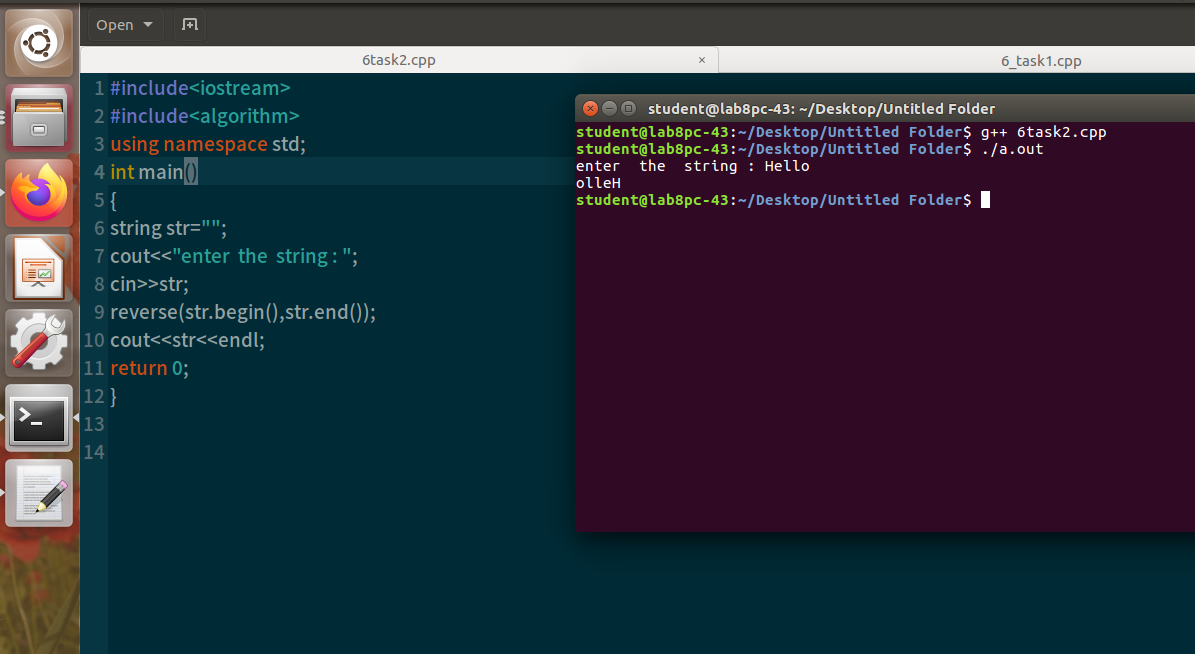 Open
6task2.cpp ×
6_task1.cpp
1 #include<iostream>
2 #include<algorithm>
3 using namespace std;
4 int main()
5 {
6 string str="";
7 cout<<"enter  the  string : ";
8 cin>>str;
9 reverse(str.begin(),str.end());
10 cout<<str<<endl;
11 return 0;
12 }
13
14
student@lab8pc-43: ~/Desktop/Untitled Folder
student@lab8pc-43:~/Desktop/Untitled Folder$ g++ 6task2.cpp
student@lab8pc-43:~/Desktop/Untitled Folder$ ./a.out
enter  the  string : Hello
olleH
student@lab8pc-43:~/Desktop/Untitled Folder$